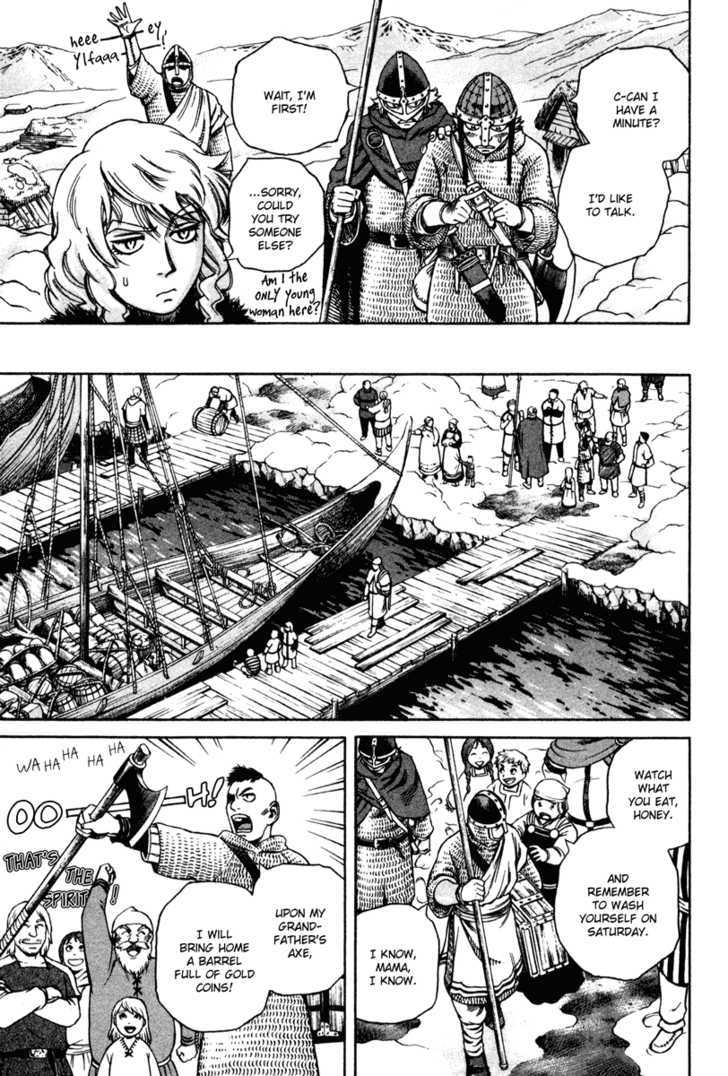 C-CAN I
HAVE A
MINUTE?
I'D LIKE
TO TALK.
WAIT, I'M
FIRST!
heee ey
Ylfaaa !
...SORRY,
COULD
YOU TRY
SOMEONE
ELSE?
Am I the
ONLY young
woman here?
WATCH
WHAT
YOU EAT,
HONEY.
AND
REMEMBER
TO WASH
YOURSELF ON
SATURDAY.
I KNOW,
MAMA,
I KNOW.
WA HA HA HA HA
OO H!
UPON MY
GRAND-
FATHER'S
AXE,
I WILL
BRING HOME
A BARREL
FULL OF GOLD
COINS!
THAT'S
THE
SPIRIT!